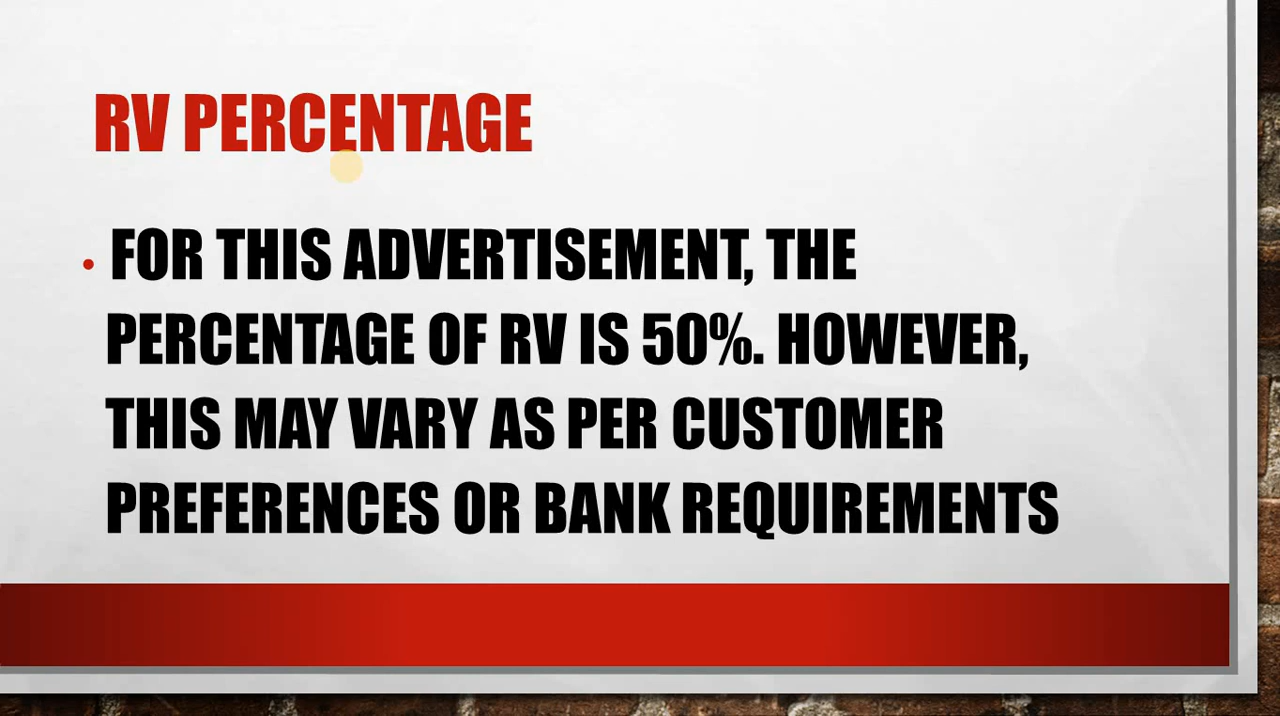 RV PERCENTAGE
• FOR THIS ADVERTISEMENT, THE
PERCENTAGE OF RV IS 50%. HOWEVER,
THIS MAY VARY AS PER CUSTOMER
PREFERENCES OR BANK REQUIREMENTS